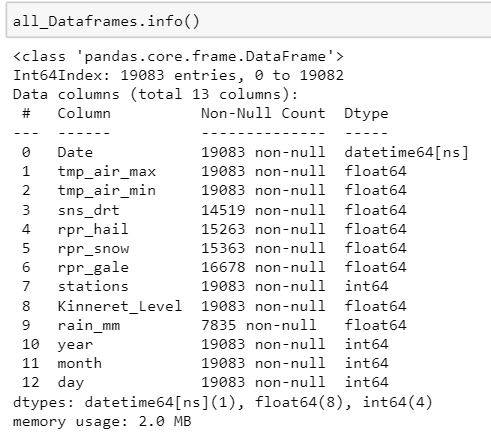 all_Dataframes.info()
<class 'pandas.core.frame.DataFrame'>
Int64Index: 19083 entries, 0 to 19082
Data columns (total 13 columns):
 #   Column          Non-Null Count  Dtype
---  ------          --------------  -----
 0   Date            19083 non-null  datetime64[ns]
 1   tmp_air_max     19083 non-null  float64
 2   tmp_air_min     19083 non-null  float64
 3   sns_drt         14519 non-null  float64
 4   rpr_hail        15263 non-null  float64
 5   rpr_snow        15363 non-null  float64
 6   rpr_gale        16678 non-null  float64
 7   stations        19083 non-null  int64
 8   Kinneret_Level  19083 non-null  float64
 9   rain_mm         7835 non-null   float64
 10  year            19083 non-null  int64
 11  month           19083 non-null  int64
 12  day             19083 non-null  int64
dtypes: datetime64[ns](1), float64(8), int64(4)
memory usage: 2.0 MB